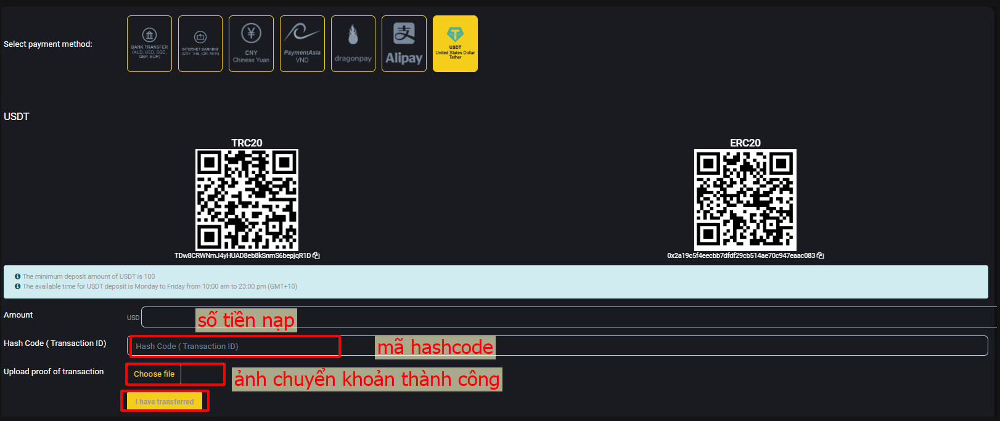 Select payment method:
BANK TRANSFER
(AUD, USD, SGD,
GBP, EUR)
INTERNET BANKING
(CNY, THB, IDR, MYR)
CNY
Chinese Yuan
PaymentAsia
VND
dragonpay
支
Alipay
USDT
United States Dollar
Tether
USDT
TRC20
ERC20
TDw8CRWNmJ4yHUAD8eb8kSnmS6bepjqR1D
0x2a19c5f4eecbb7dfdf29cb514ae70c947eaac083
The minimum deposit amount of USDT is 100
The available time for USDT deposit is Monday to Friday from 10:00 am to 23:00 pm (GMT+10)
Amount
USD
số tiền nạp
Hash Code ( Transaction ID)
Hash Code ( Transaction ID)
mã hashcode
Upload proof of transaction
Choose file
ảnh chuyển khoản thành công
I have transferred